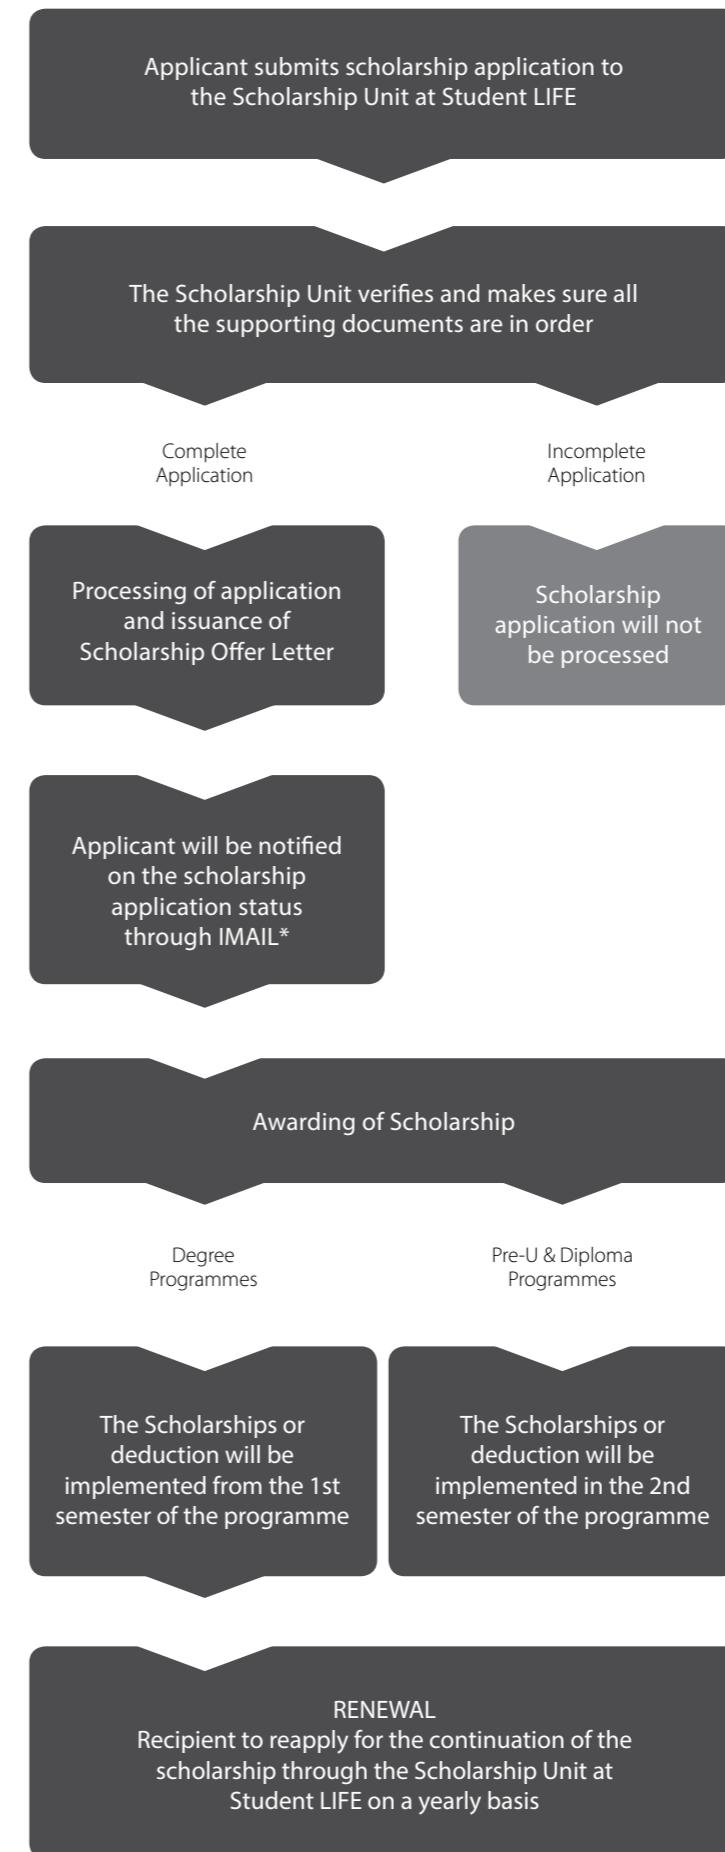 Applicant submits scholarship application to
the Scholarship Unit at Student LIFE
The Scholarship Unit verifies and makes sure all
the supporting documents are in order
Complete
Application
Incomplete
Application
Processing of application
and issuance of
Scholarship Offer Letter
Scholarship
application will not
be processed
Applicant will be notified
on the scholarship
application status
through IMAIL*
Awarding of Scholarship
Degree
Programmes
Pre-U & Diploma
Programmes
The Scholarships or
deduction will be
implemented from the 1st
semester of the programme
The Scholarships or
deduction will be
implemented in the 2nd
semester of the programme
RENEWAL
Recipient to reapply for the continuation of the
scholarship through the Scholarship Unit at
Student LIFE on a yearly basis